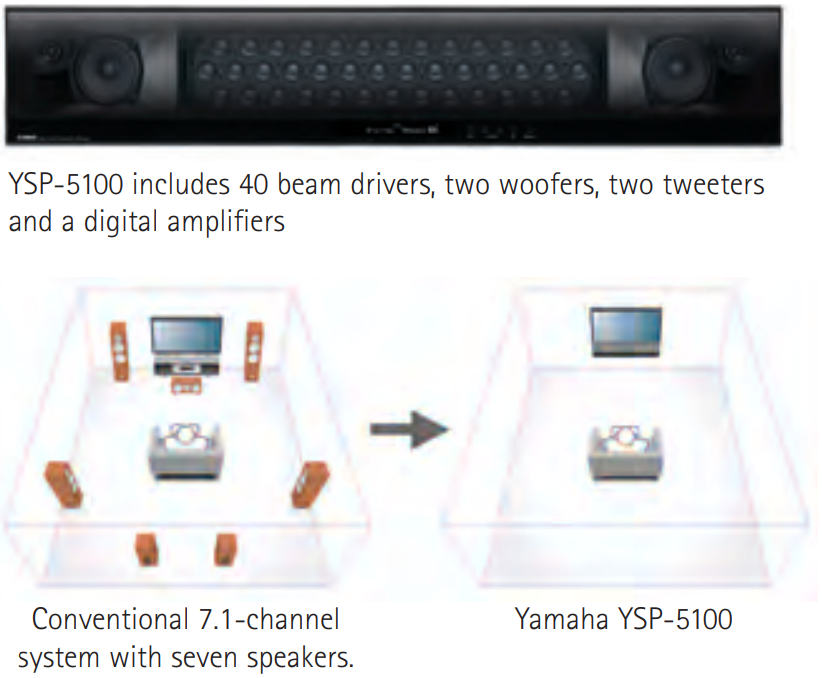 YSP-5100 includes 40 beam drivers, two woofers, two tweeters
and a digital amplifiers
Conventional 7.1-channel
system with seven speakers.
Yamaha YSP-5100